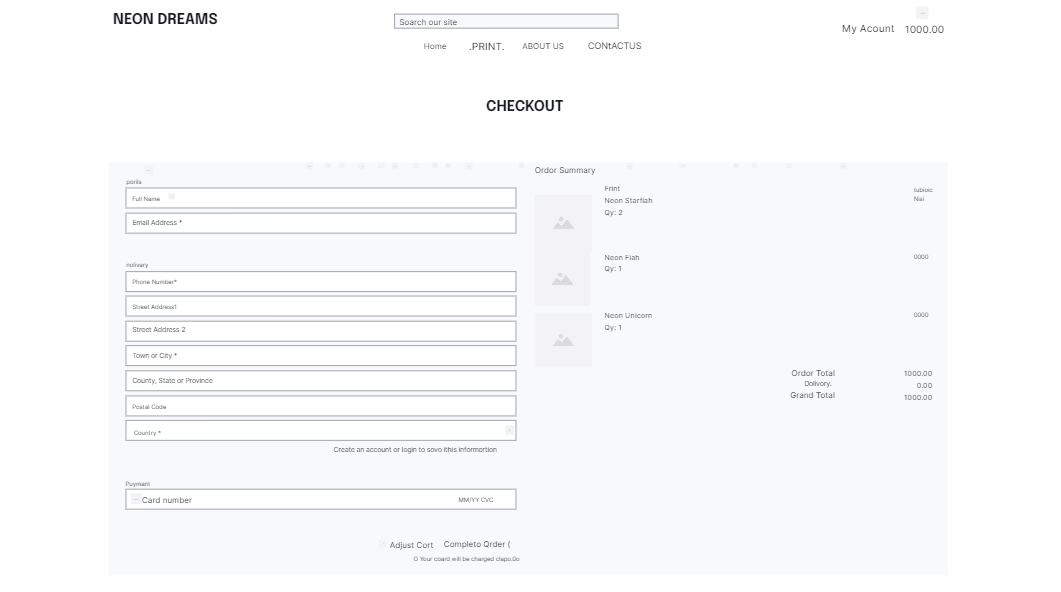 NEON DREAMS
Soarch our site
My Acount
1000.00
Home .PRINT. ABOUT US CONtACTUS
CHECKOUT
porils
Full Name
Email Address *
nolivary
Phone Number*
Street Address1
Street Address 2
Town or City *
County, State or Province
Postal Code
Country *
Create an account or login to sovo ithis informortion
Puymant
Card number MM/YY CVC
Adjust Cort Completo Qrder (
O Your coard will be charged clapo.0o
Ordor Summary
Frint
Neon Starfiah
Qy: 2
tubioic
Nisi
Neon Fiah
Qy: 1
0000
Neon Unicorn
Qy: 1
0000
Ordor Total 1000.00
Dolivory. 0.00
Grand Total 1000.00